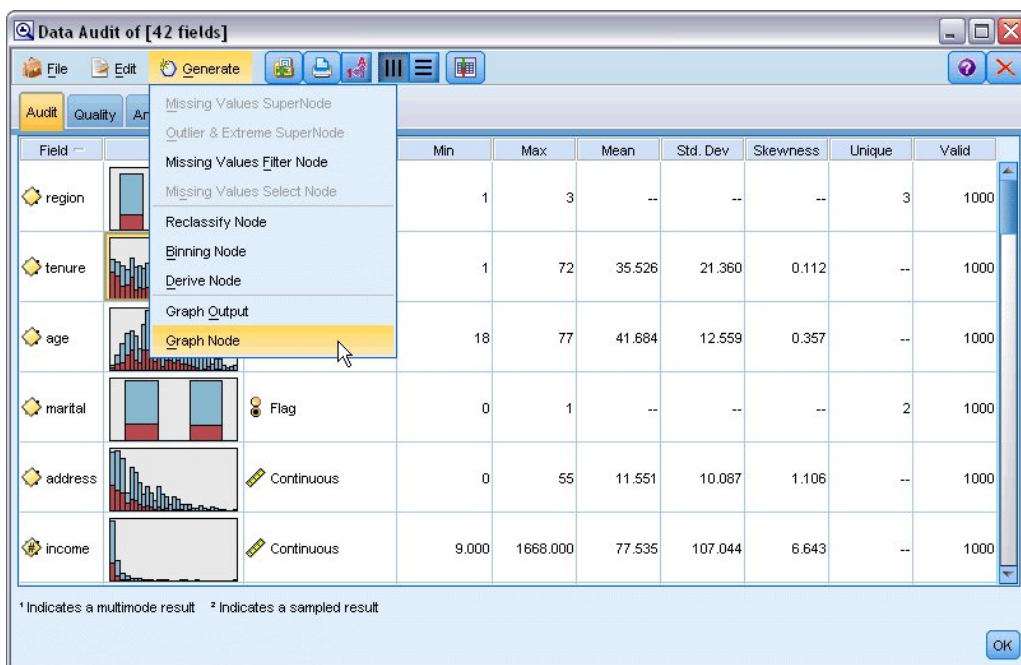 Data Audit of [42 fields]
File Edit Generate
Audit Quality An
Missing Values SuperNode
Outlier & Extreme SuperNode
Missing Values Filter Node
Missing Values Select Node
Reclassify Node
Binning Node
Derive Node
Graph Output
Graph Node
Field Min Max Mean Std. Dev Skewness Unique Valid
region 1 3 -- -- -- 3 1000
tenure 1 72 35.526 21.360 0.112 -- 1000
age 18 77 41.684 12.559 0.357 -- 1000
marital Flag 0 1 -- -- -- 2 1000
address Continuous 0 55 11.551 10.087 1.106 -- 1000
income Continuous 9.000 1668.000 77.535 107.044 6.643 -- 1000
¹ Indicates a multimode result ² Indicates a sampled result
OK